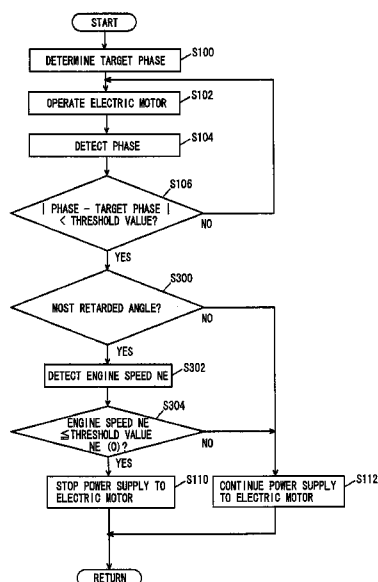 START
DETERMINE TARGET PHASE
S100
OPERATE ELECTRIC MOTOR
S102
DETECT PHASE
S104
S106
| PHASE - TARGET PHASE |
< THRESHOLD VALUE?
NO
YES
S300
MOST RETARDED ANGLE?
NO
YES
DETECT ENGINE SPEED NE
S302
S304
ENGINE SPEED NE
≦THRESHOLD VALUE
NE (0)?
NO
YES
STOP POWER SUPPLY TO
ELECTRIC MOTOR
S110
CONTINUE POWER SUPPLY
TO ELECTRIC MOTOR
S112
RETURN